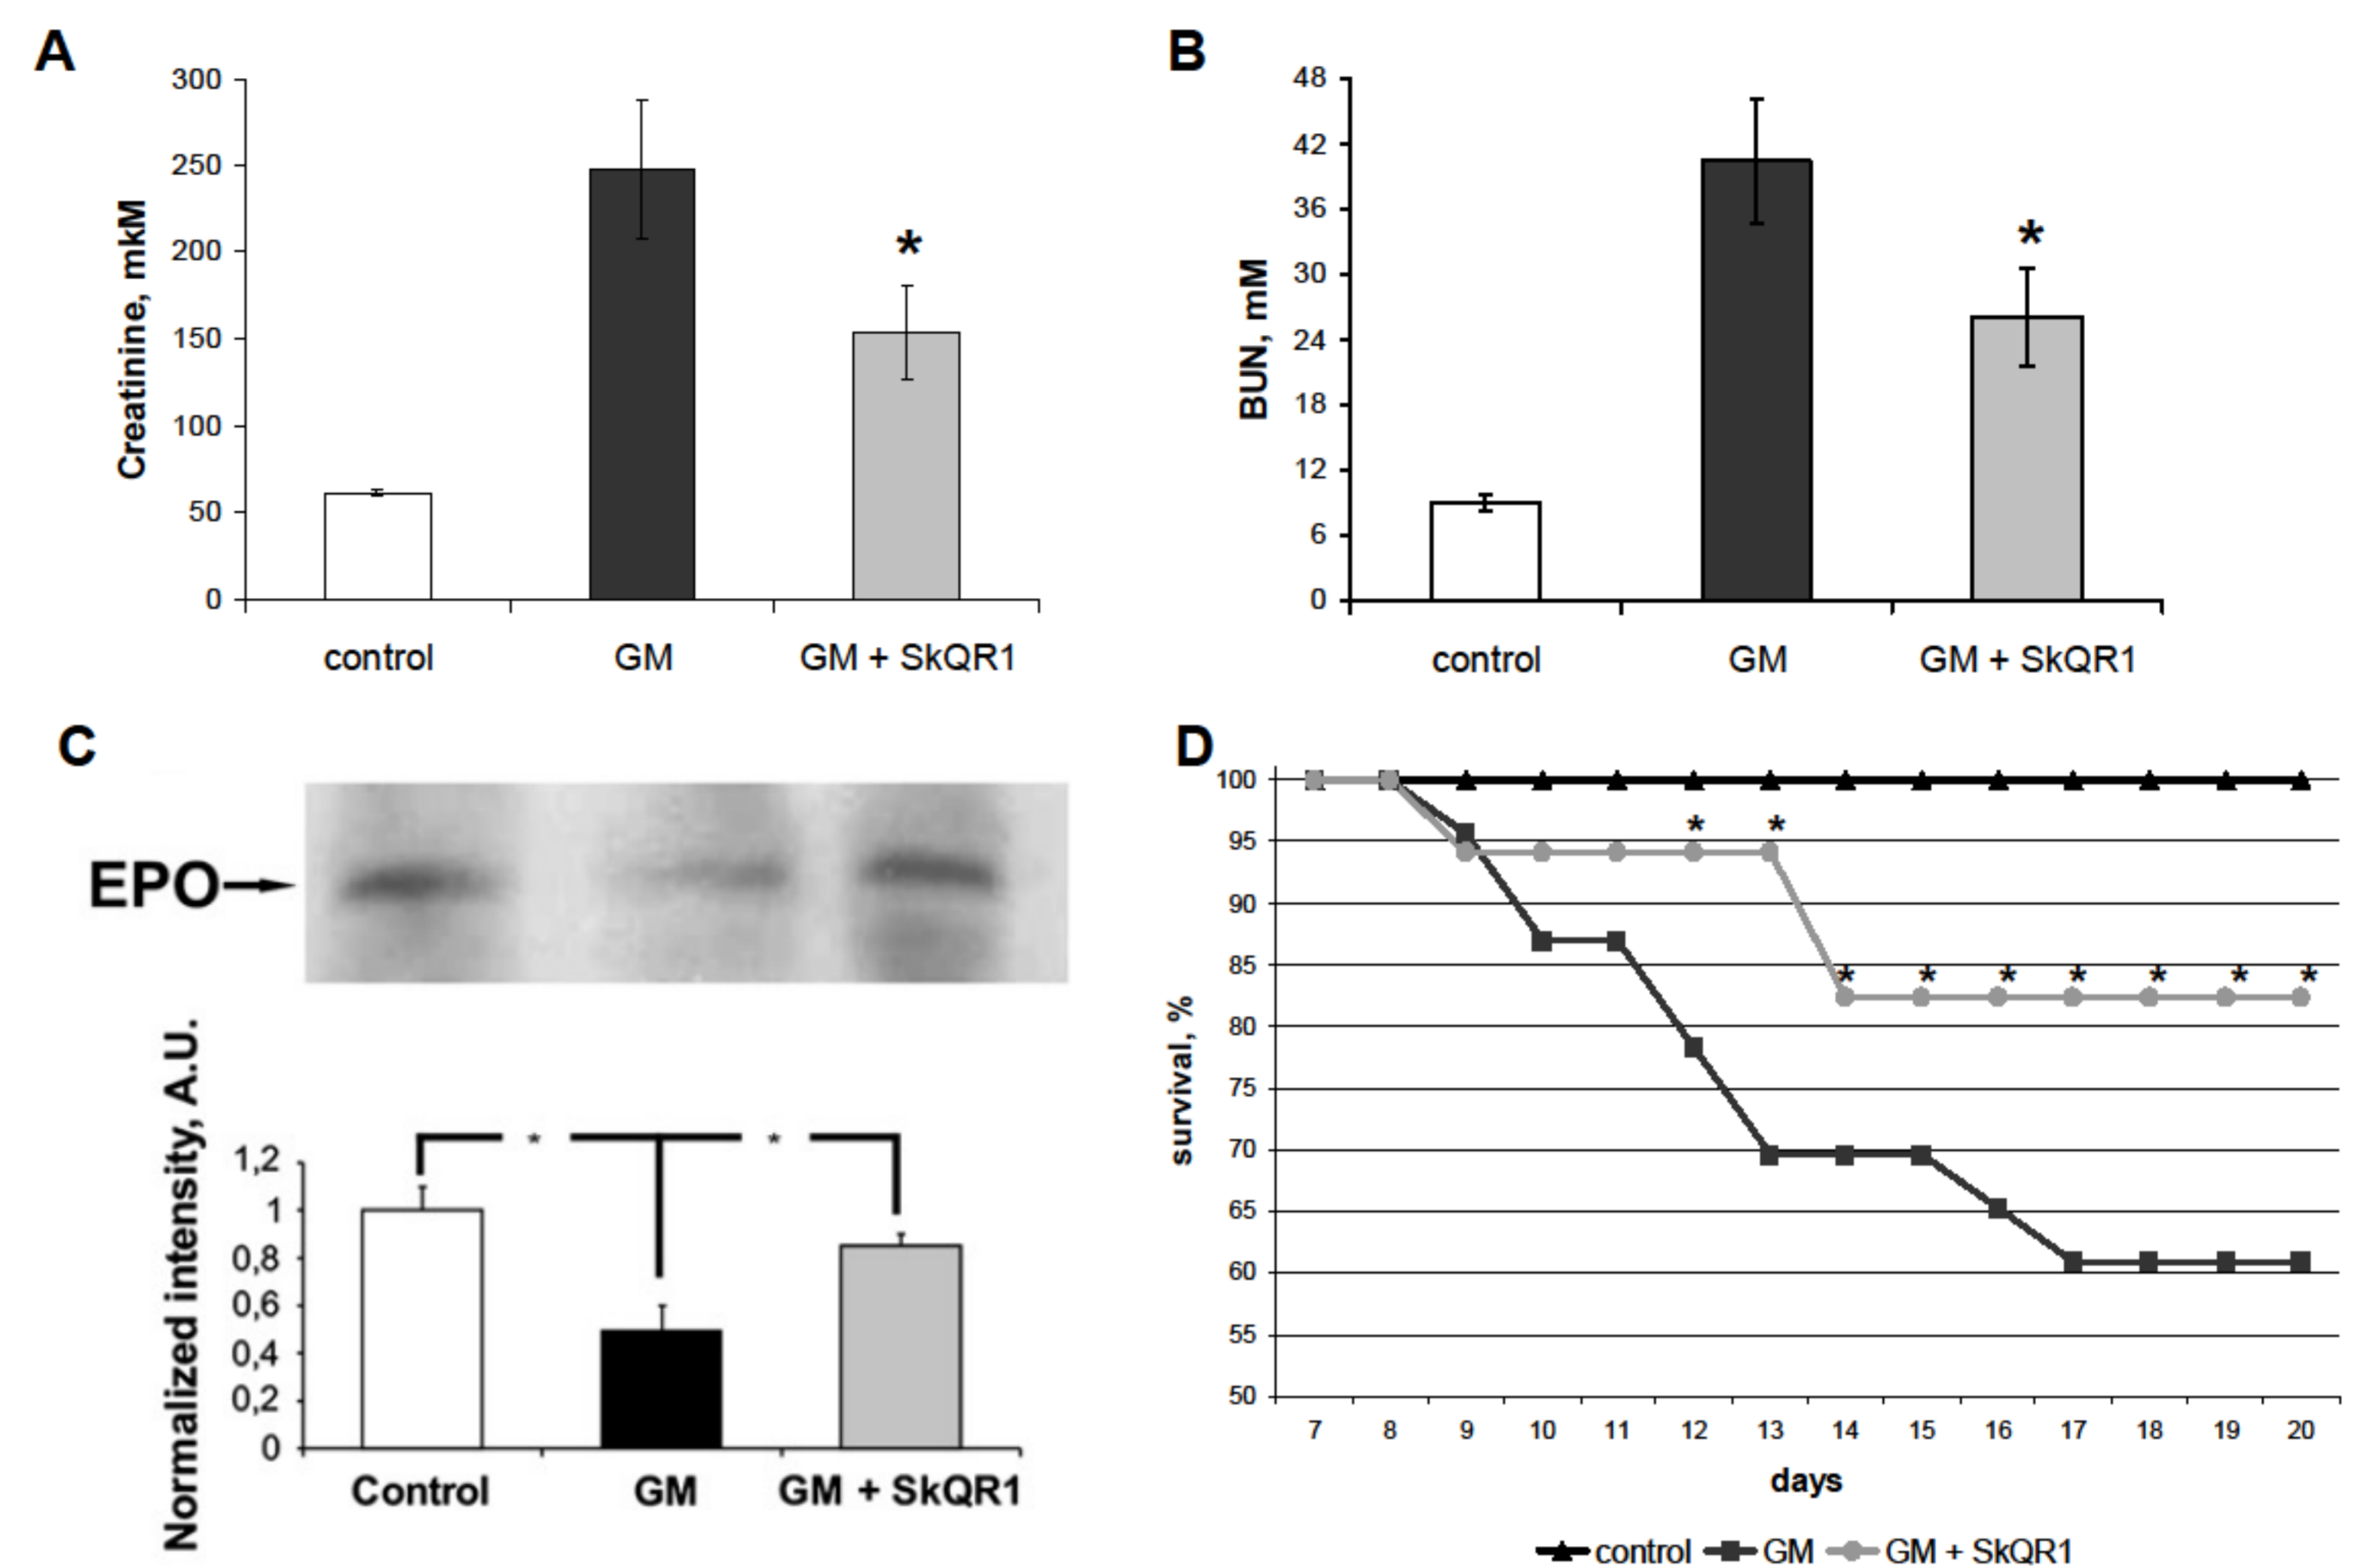 A
300
250
200
150
100
50
0
Creatinine, mkM
*
control GM GM + SkQR1
B
48
42
36
30
24
18
12
6
0
BUN, mM
*
control GM GM + SkQR1
C
EPO
Normalized intensity, A.U.
* *
1,2
1
0,8
0,6
0,4
0,2
0
Control GM GM + SkQR1
D
100
95
90
85
80
75
70
65
60
55
50
survival, %
* *
* * * * * * *
7 8 9 10 11 12 13 14 15 16 17 18 19 20
days
control GM GM + SkQR1